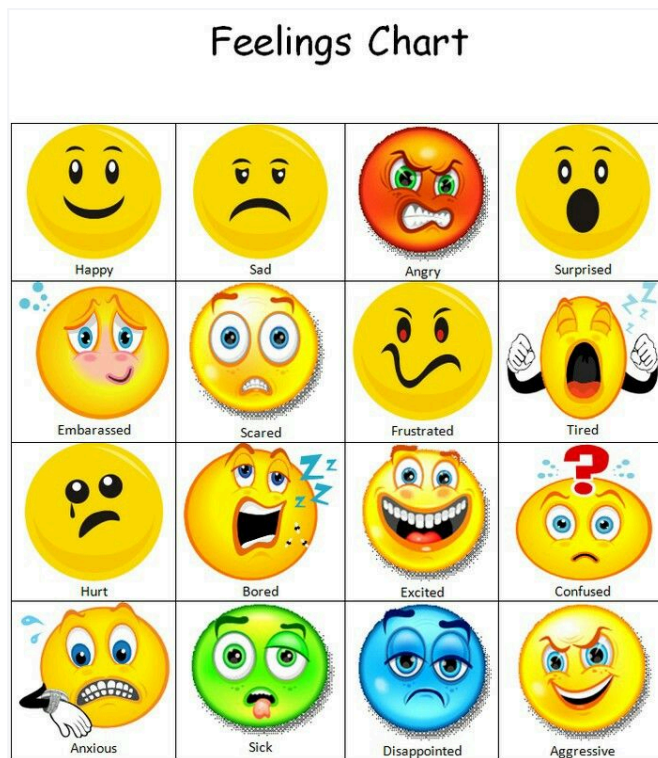 Feelings Chart
Happy Sad Angry Surprised
Embarassed Scared Frustrated Tired
Hurt Bored Excited Confused
Anxious Sick Disappointed Aggressive